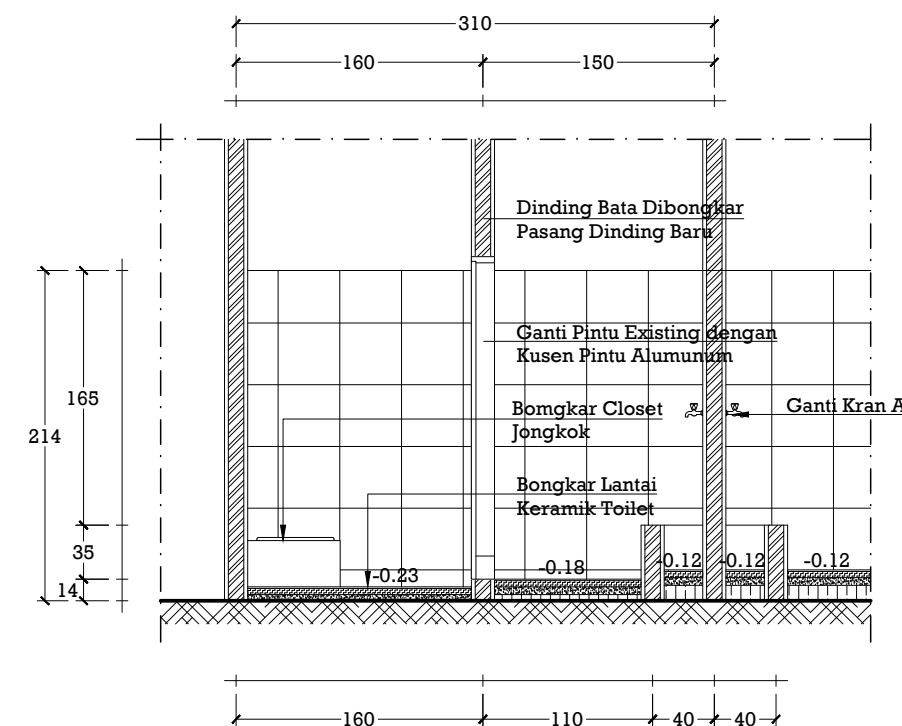 310
160
150
Dinding Bata Dibongkar
Pasang Dinding Baru
Ganti Pintu Existing dengan
Kusen Pintu Alumunum
165
214
Bomgkar Closet
Jongkok
Ganti Kran A
Bongkar Lantai
Keramik Toilet
35
14
-0.23
-0.18
-0.12
-0.12
-0.12
160
110
40
40